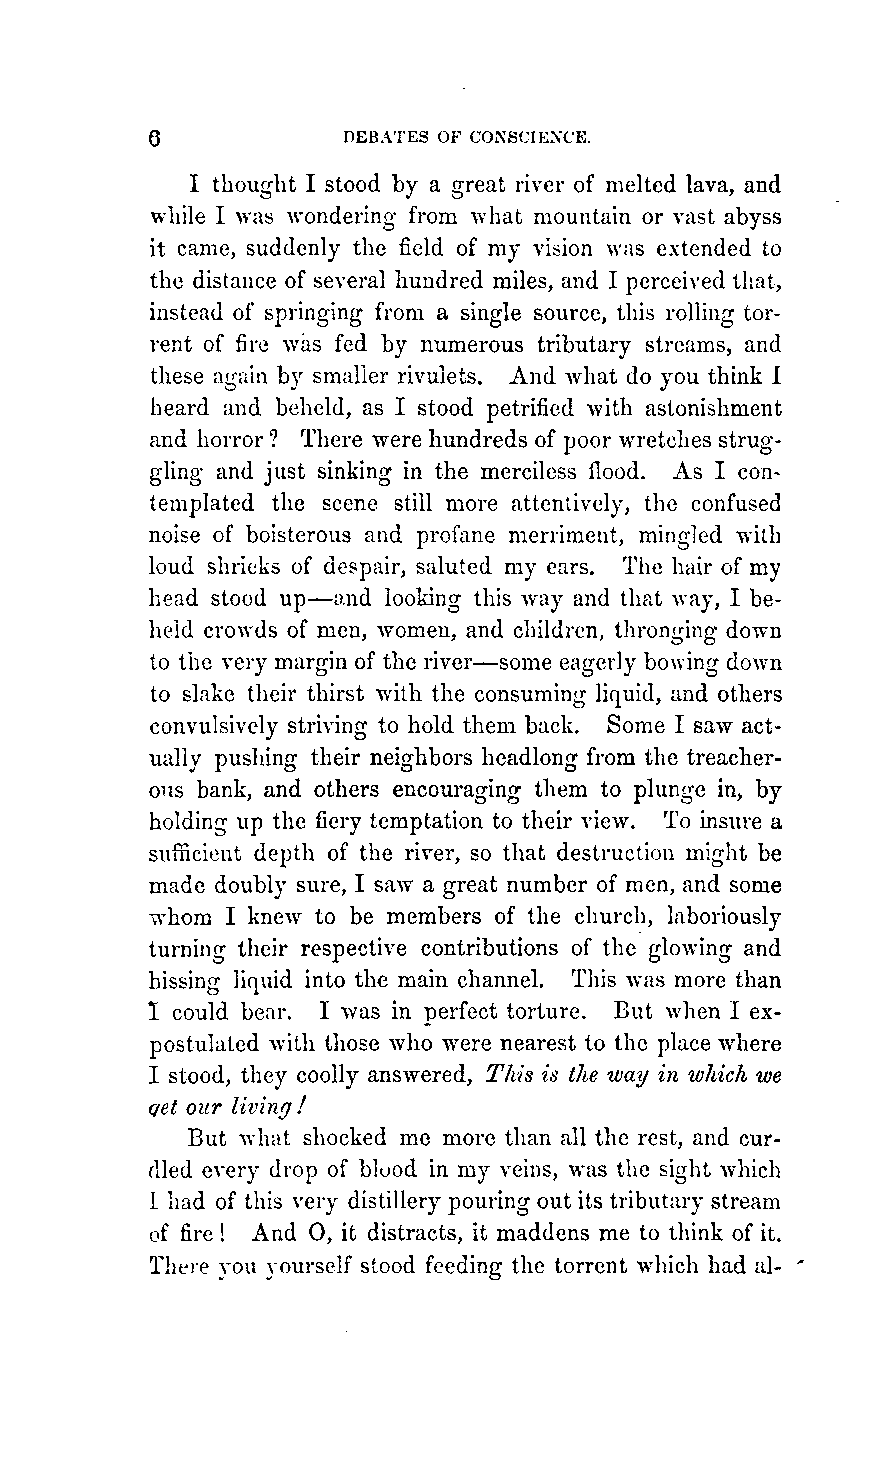 6 DEBATES OF CONSCIENCE.
I thought I stood by a great river of melted lava, and
while I was wondering from what mountain or vast abyss
it came, suddenly the field of my vision was extended to
the distance of several hundred miles, and I perceived that,
instead of springing from a single source, this rolling tor-
rent of fire was fed by numerous tributary streams, and
these again by smaller rivulets. And what do you think I
heard and beheld, as I stood petrified with astonishment
and horror? There were hundreds of poor wretches strug-
gling and just sinking in the merciless flood. As I con-
templated the scene still more attentively, the confused
noise of boisterous and profane merriment, mingled with
loud shrieks of despair, saluted my ears. The hair of my
head stood up—and looking this way and that way, I be-
held crowds of men, women, and children, thronging down
to the very margin of the river—some eagerly bowing down
to slake their thirst with the consuming liquid, and others
convulsively striving to hold them back. Some I saw act-
ually pushing their neighbors headlong from the treacher-
ous bank, and others encouraging them to plunge in, by
holding up the fiery temptation to their view. To insure a
sufficient depth of the river, so that destruction might be
made doubly sure, I saw a great number of men, and some
whom I knew to be members of the church, laboriously
turning their respective contributions of the glowing and
hissing liquid into the main channel. This was more than
I could bear. I was in perfect torture. But when I ex-
postulated with those who were nearest to the place where
I stood, they coolly answered, This is the way in which we
get our living!
But what shocked me more than all the rest, and cur-
dled every drop of blood in my veins, was the sight which
I had of this very distillery pouring out its tributary stream
of fire! And O, it distracts, it maddens me to think of it.
There you yourself stood feeding the torrent which had al-